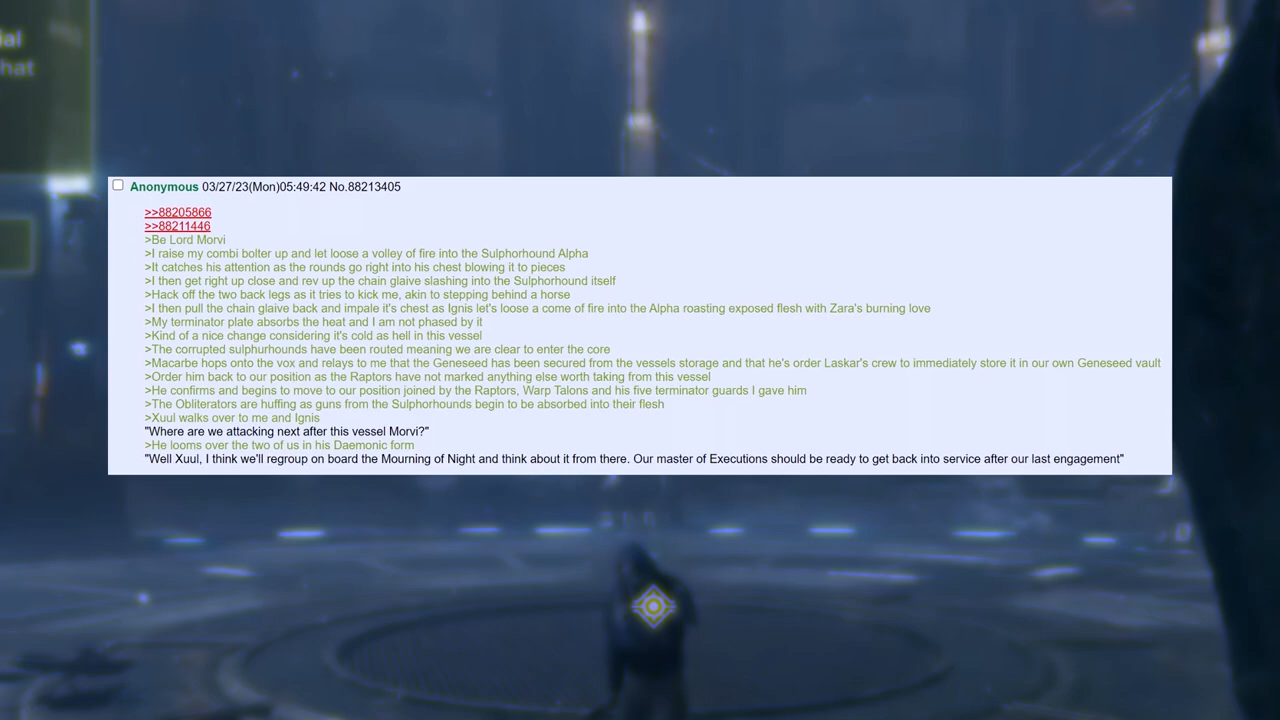 ial
hat
Anonymous 03/27/23(Mon)05:49:42 No.88213405
>>88205866
>>88211446
>Be Lord Morvi
>I raise my combi bolter up and let loose a volley of fire into the Sulphorhound Alpha
>It catches his attention as the rounds go right into his chest blowing it to pieces
>I then get right up close and rev up the chain glaive slashing into the Sulphorhound itself
>Hack off the two back legs as it tries to kick me, akin to stepping behind a horse
>I then pull the chain glaive back and impale it's chest as Ignis let's loose a come of fire into the Alpha roasting exposed flesh with Zara's burning love
>My terminator plate absorbs the heat and I am not phased by it
>Kind of a nice change considering it's cold as hell in this vessel
>The corrupted sulphurhounds have been routed meaning we are clear to enter the core
>Macarbe hops onto the vox and relays to me that the Geneseed has been secured from the vessels storage and that he's order Laskar's crew to immediately store it in our own Geneseed vault
>Order him back to our position as the Raptors have not marked anything else worth taking from this vessel
>He confirms and begins to move to our position joined by the Raptors, Warp Talons and his five terminator guards I gave him
>The Obliterators are huffing as guns from the Sulphorhounds begin to be absorbed into their flesh
>Xuul walks over to me and Ignis
"Where are we attacking next after this vessel Morvi?"
>He looms over the two of us in his Daemonic form
"Well Xuul, I think we'll regroup on board the Mourning of Night and think about it from there. Our master of Executions should be ready to get back into service after our last engagement"